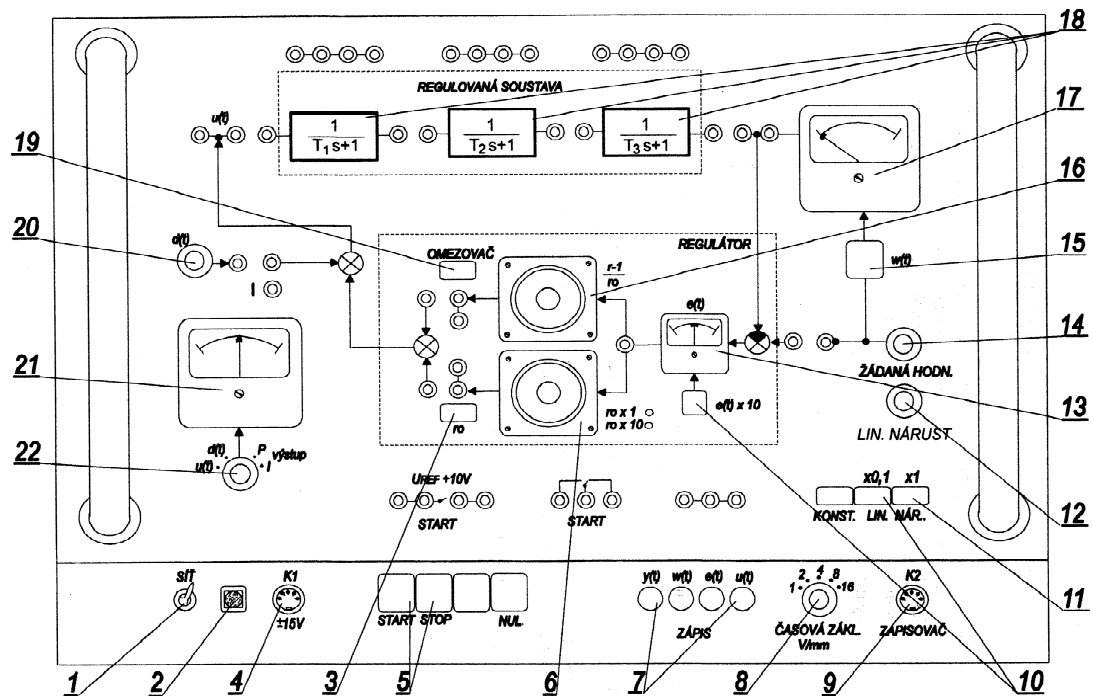 18
REGULOVANÁ SOUSTAVA
u(t)
1
T1s+1
1
T2s+1
1
T3s+1
17
19
16
20
d(t)
OMEZOVAČ
REGULÁTOR
r-1
ro
15
w(t)
I
e(t)
14
ŽÁDANÁ HODN.
21
13
e(t) x 10
ro
ro x 1
ro x 10
LIN. NÁRUST
22
d(t)
P
výstup
u(t)
I
UREF +10V
START
START
x0,1
x1
KONST.
LIN.
NÁR..
12
SÍŤ
K1
±15V
START
STOP
NUL.
y(t)
w(t)
e(t)
u(t)
ZÁPIS
1
2
4
8
16
ČASOVÁ ZÁKL.
V/mm
K2
ZAPISOVAČ
11
1
2
4
3
5
6
7
8
9
10